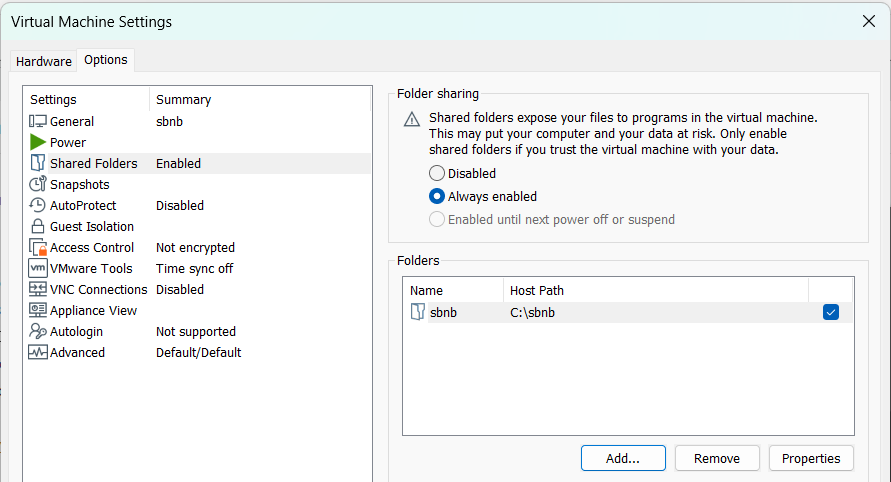 Virtual Machine Settings
Hardware
Options
Settings Summary
General sbnb
Power
Shared Folders Enabled
Snapshots
AutoProtect Disabled
Guest Isolation
Access Control Not encrypted
vm VMware Tools Time sync off
VNC Connections Disabled
Appliance View
Autologin Not supported
Advanced Default/Default
Folder sharing
Shared folders expose your files to programs in the virtual machine.
This may put your computer and your data at risk. Only enable
shared folders if you trust the virtual machine with your data.
Disabled
Always enabled
Enabled until next power off or suspend
Folders
Name Host Path
sbnb C:\sbnb
Add... Remove Properties